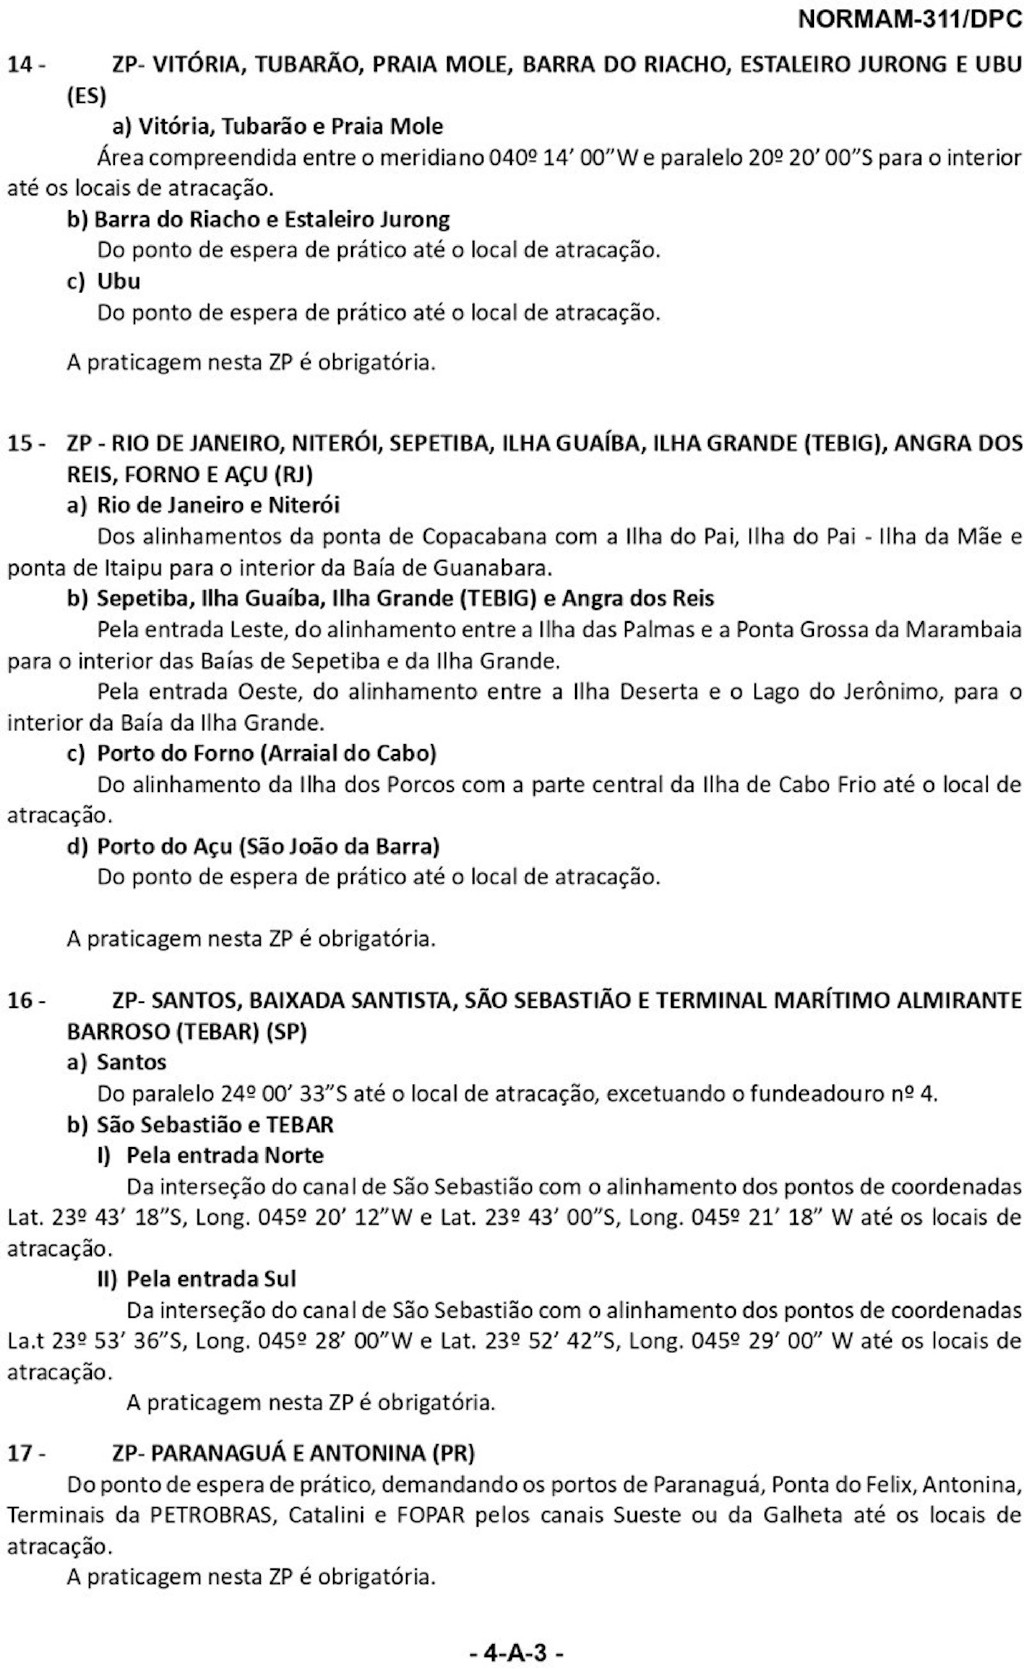 NORMAM-311/DPC
14 - ZP- VITÓRIA, TUBARÃO, PRAIA MOLE, BARRA DO RIACHO, ESTALEIRO JURONG E UBU
(ES)
a) Vitória, Tubarão e Praia Mole
Área compreendida entre o meridiano 040º 14’ 00”W e paralelo 20º 20’ 00”S para o interior
até os locais de atracação.
b) Barra do Riacho e Estaleiro Jurong
Do ponto de espera de prático até o local de atracação.
c) Ubu
Do ponto de espera de prático até o local de atracação.
A praticagem nesta ZP é obrigatória.
15 - ZP - RIO DE JANEIRO, NITERÓI, SEPETIBA, ILHA GUAÍBA, ILHA GRANDE (TEBIG), ANGRA DOS
REIS, FORNO E AÇU (RJ)
a) Rio de Janeiro e Niterói
Dos alinhamentos da ponta de Copacabana com a Ilha do Pai, Ilha do Pai - Ilha da Mãe e
ponta de Itaipu para o interior da Baía de Guanabara.
b) Sepetiba, Ilha Guaíba, Ilha Grande (TEBIG) e Angra dos Reis
Pela entrada Leste, do alinhamento entre a Ilha das Palmas e a Ponta Grossa da Marambaia
para o interior das Baías de Sepetiba e da Ilha Grande.
Pela entrada Oeste, do alinhamento entre a Ilha Deserta e o Lago do Jerônimo, para o
interior da Baía da Ilha Grande.
c) Porto do Forno (Arraial do Cabo)
Do alinhamento da Ilha dos Porcos com a parte central da Ilha de Cabo Frio até o local de
atracação.
d) Porto do Açu (São João da Barra)
Do ponto de espera de prático até o local de atracação.
A praticagem nesta ZP é obrigatória.
16 - ZP- SANTOS, BAIXADA SANTISTA, SÃO SEBASTIÃO E TERMINAL MARÍTIMO ALMIRANTE
BARROSO (TEBAR) (SP)
a) Santos
Do paralelo 24º 00’ 33”S até o local de atracação, excetuando o fundeadouro nº 4.
b) São Sebastião e TEBAR
I) Pela entrada Norte
Da interseção do canal de São Sebastião com o alinhamento dos pontos de coordenadas
Lat. 23º 43’ 18”S, Long. 045º 20’ 12”W e Lat. 23º 43’ 00”S, Long. 045º 21’ 18” W até os locais de
atracação.
II) Pela entrada Sul
Da interseção do canal de São Sebastião com o alinhamento dos pontos de coordenadas
La.t 23º 53’ 36”S, Long. 045º 28’ 00”W e Lat. 23º 52’ 42”S, Long. 045º 29’ 00” W até os locais de
atracação.
A praticagem nesta ZP é obrigatória.
17 - ZP- PARANAGUÁ E ANTONINA (PR)
Do ponto de espera de prático, demandando os portos de Paranaguá, Ponta do Felix, Antonina,
Terminais da PETROBRAS, Catalini e FOPAR pelos canais Sueste ou da Galheta até os locais de
atracação.
A praticagem nesta ZP é obrigatória.
- 4-A-3 -